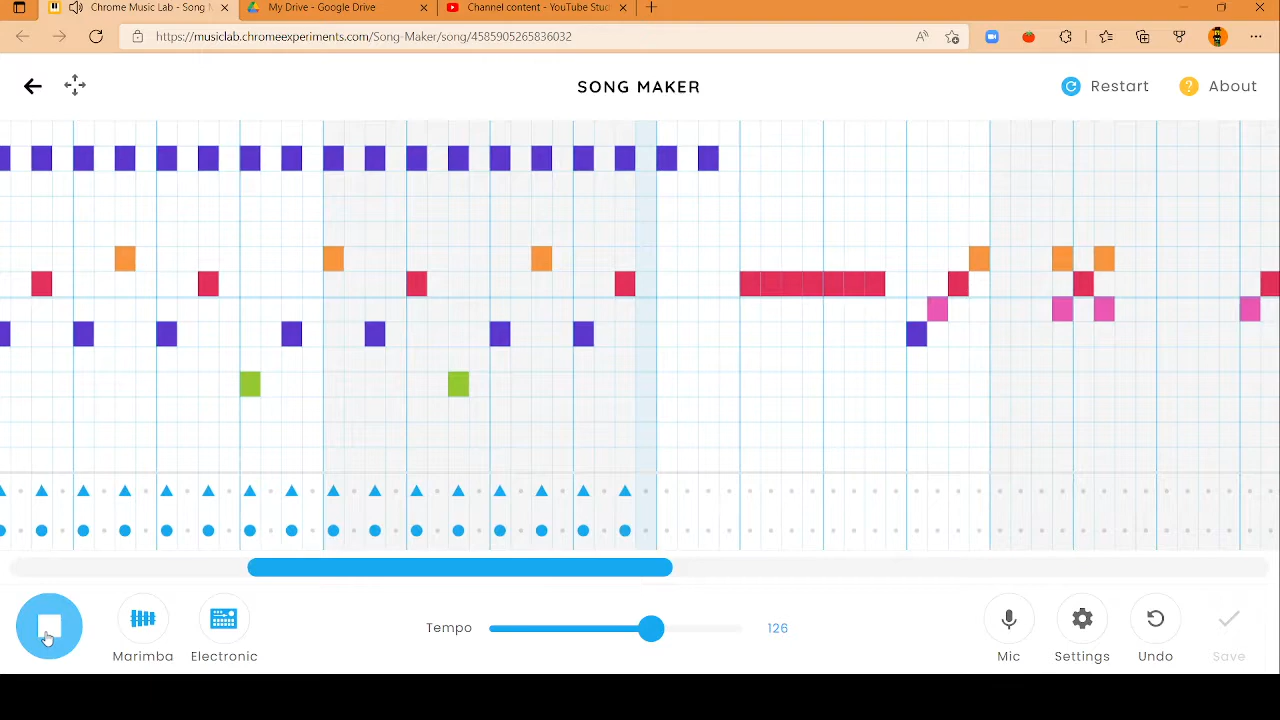 Chrome Music Lab - Song M
My Drive - Google Drive
Channel content - YouTube Stud
https://musiclab.chromeexperiments.com/Song-Maker/song/4585905265836032
SONG MAKER
Restart
? About
Marimba
Electronic
Tempo
126
Mic
Settings
Undo
Save